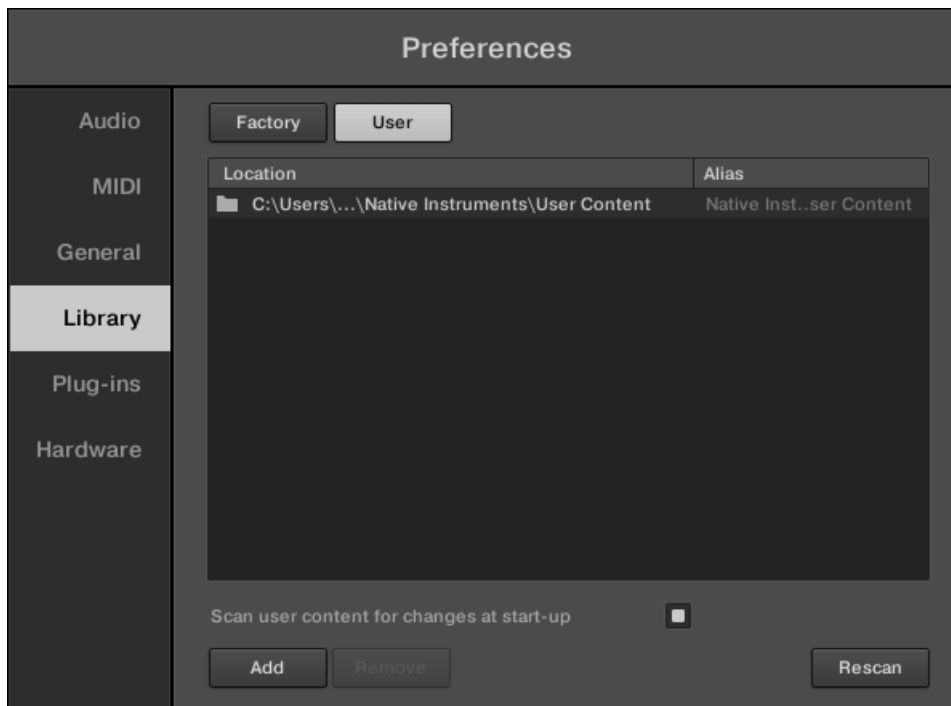 Preferences
Audio
MIDI
General
Library
Plug-ins
Hardware
Factory
User
Location
Alias
C:\Users\...\Native Instruments\User Content
Native Inst..ser Content
Scan user content for changes at start-up
Add
Remove
Rescan